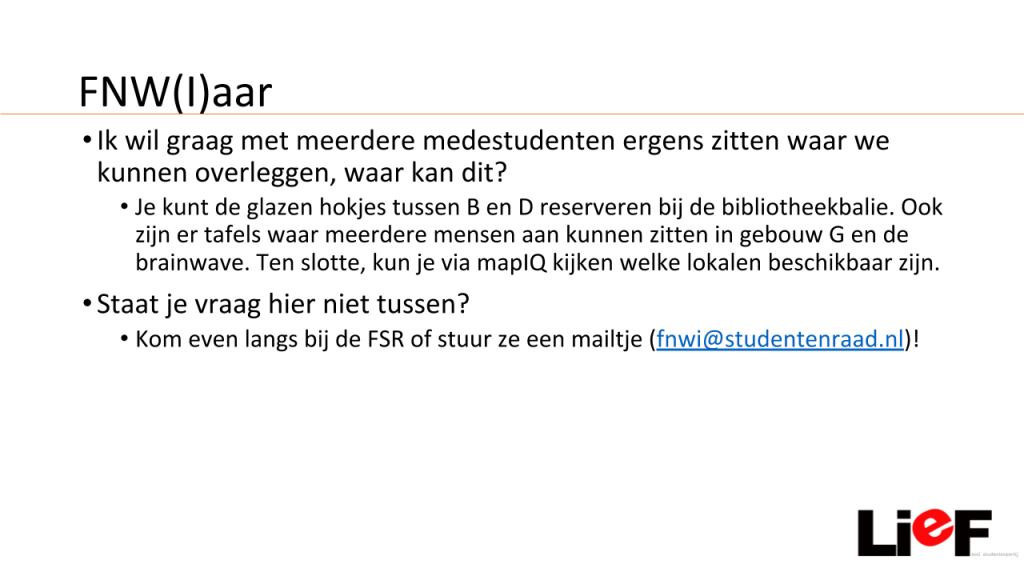 FNW(I)aar
• Ik wil graag met meerdere medestudenten ergens zitten waar we
kunnen overleggen, waar kan dit?
• Je kunt de glazen hokjes tussen B en D reserveren bij de bibliotheekbalie. Ook
zijn er tafels waar meerdere mensen aan kunnen zitten in gebouw G en de
brainwave. Ten slotte, kun je via mapIQ kijken welke lokalen beschikbaar zijn.
• Staat je vraag hier niet tussen?
• Kom even langs bij de FSR of stuur ze een mailtje (fnwi@studentenraad.nl)!
LieF